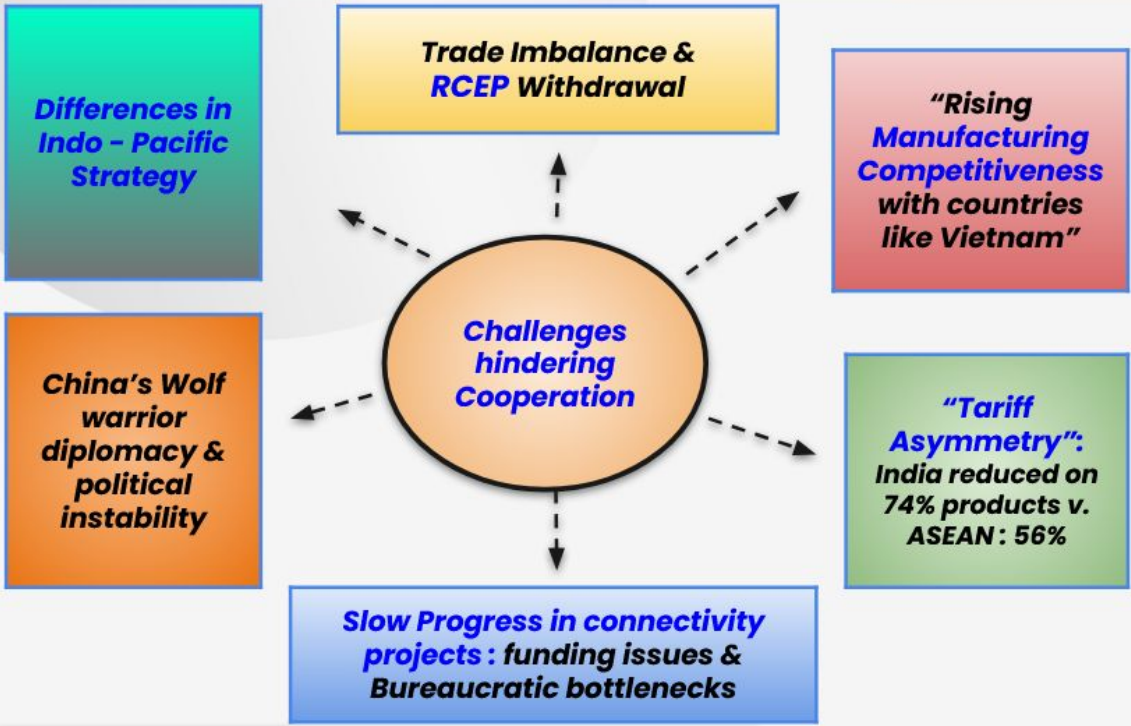 Trade Imbalance &
RCEP Withdrawal
Differences in
Indo - Pacific
Strategy
“Rising
Manufacturing
Competitiveness
with countries
like Vietnam”
Challenges
hindering
Cooperation
China’s Wolf
warrior
diplomacy &
political
instability
“Tariff
Asymmetry”:
India reduced on
74% products v.
ASEAN : 56%
Slow Progress in connectivity
projects : funding issues &
Bureaucratic bottlenecks